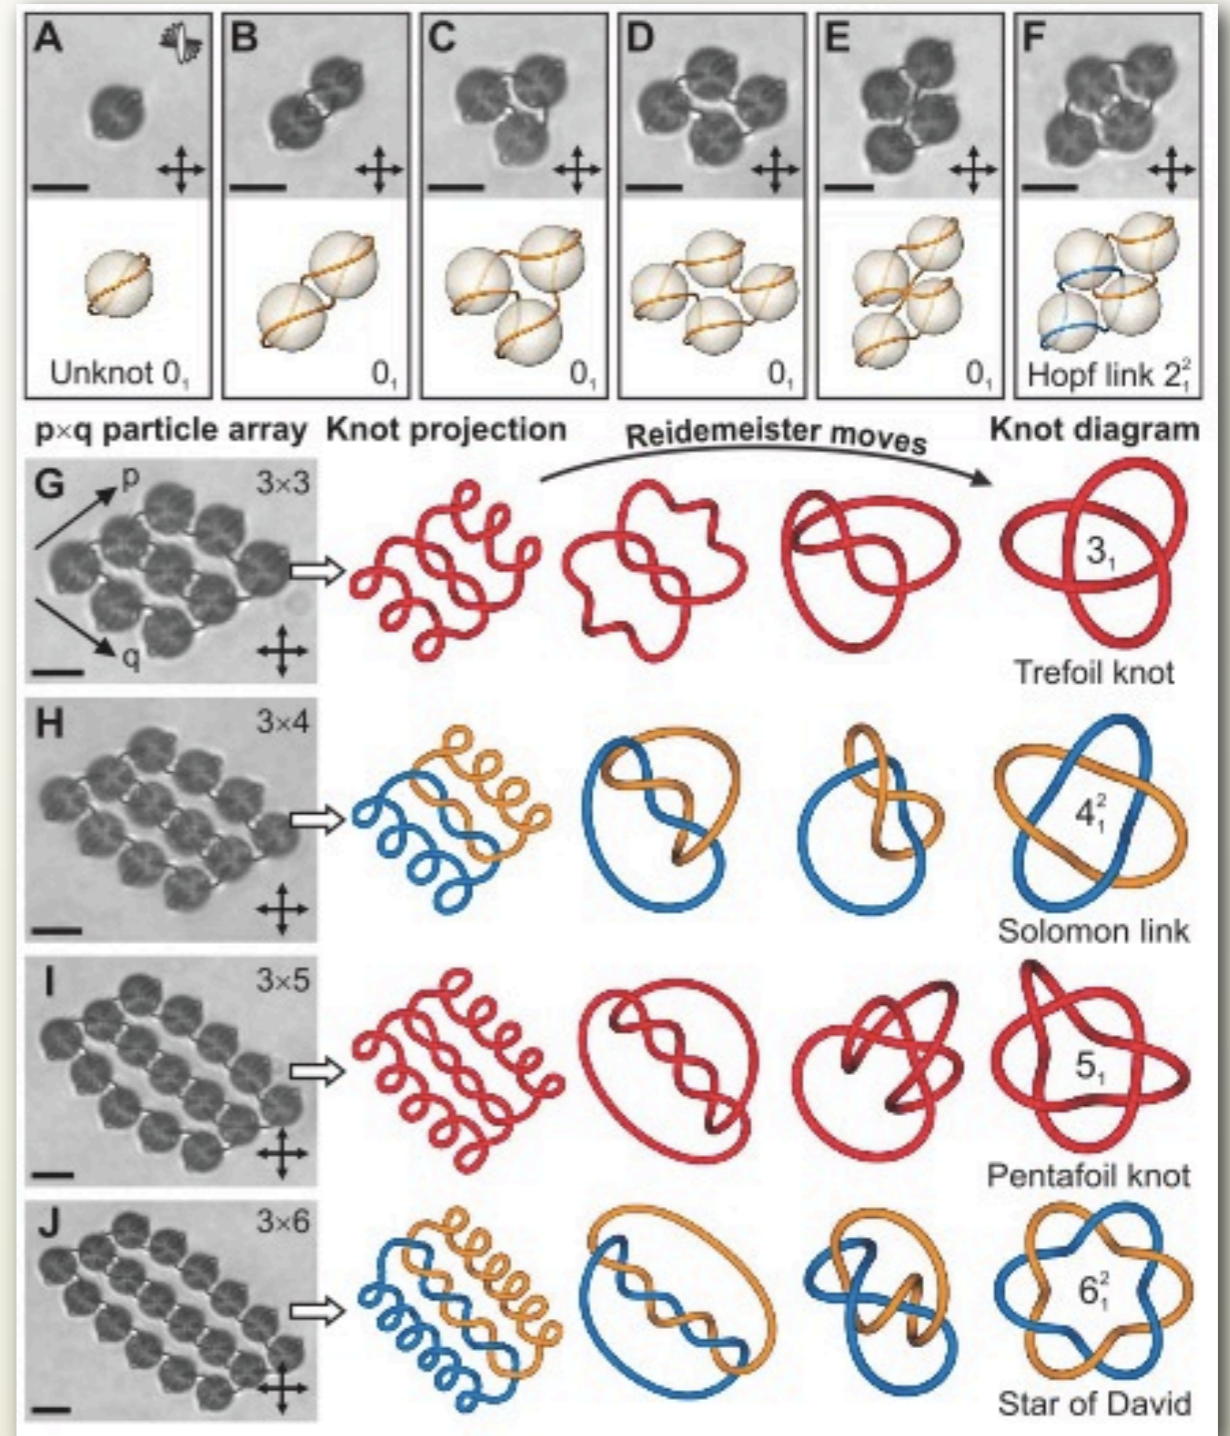 A B C D E F
Unknot 0₁ 0₁ 0₁ 0₁ 0₁ Hopf link 2²₁
p×q particle array Knot projection Reidemeister moves Knot diagram
G p 3×3
3₁
q
Trefoil knot
H 3×4
4²₁
Solomon link
I 3×5
5₁
Pentafoil knot
J 3×6
6²₁
Star of David